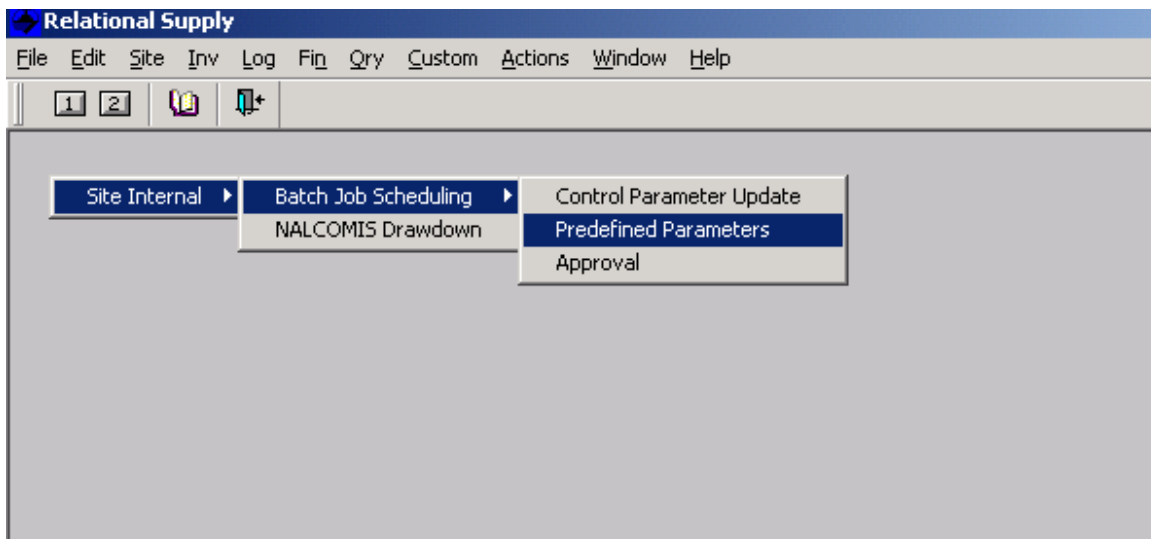 Relational Supply
File Edit Site Inv Log Fin Qry Custom Actions Window Help
1 2
Site Internal Batch Job Scheduling Control Parameter Update
NALCOMIS Drawdown Predefined Parameters
Approval